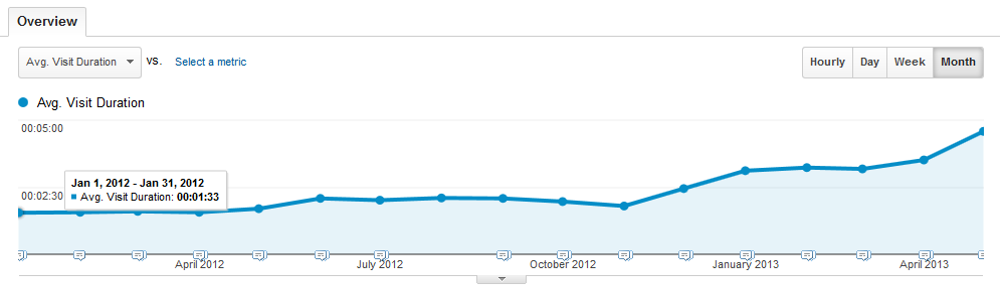 Overview
Avg. Visit Duration vs. Select a metric Hourly Day Week Month
Avg. Visit Duration
00:05:00
Jan 1, 2012 - Jan 31, 2012
Avg. Visit Duration: 00:01:33
00:02:30
April 2012 July 2012 October 2012 January 2013 April 2013